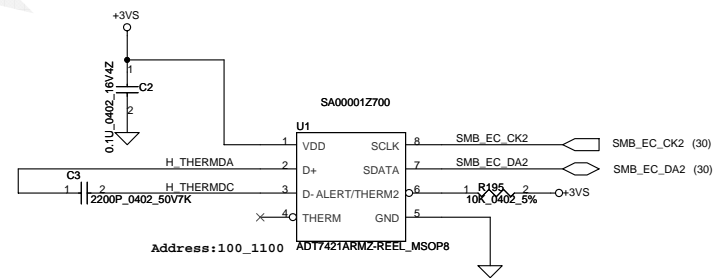 +3VS
1
C2
0.1U_0402_16V4Z
2
SA00001Z700
U1
1 VDD SCLK 8 SMB_EC_CK2 SMB_EC_CK2 (30)
H_THERMDA 2 D+ SDATA 7 SMB_EC_DA2 SMB_EC_DA2 (30)
C3
1 2 H_THERMDC 3 D- ALERT/THERM2 6 1 R195 2 +3VS
2200P_0402_50V7K
10K_0402_5%
4 THERM GND 5
Address:100_1100 ADT7421ARMZ-REEL_MSOP8